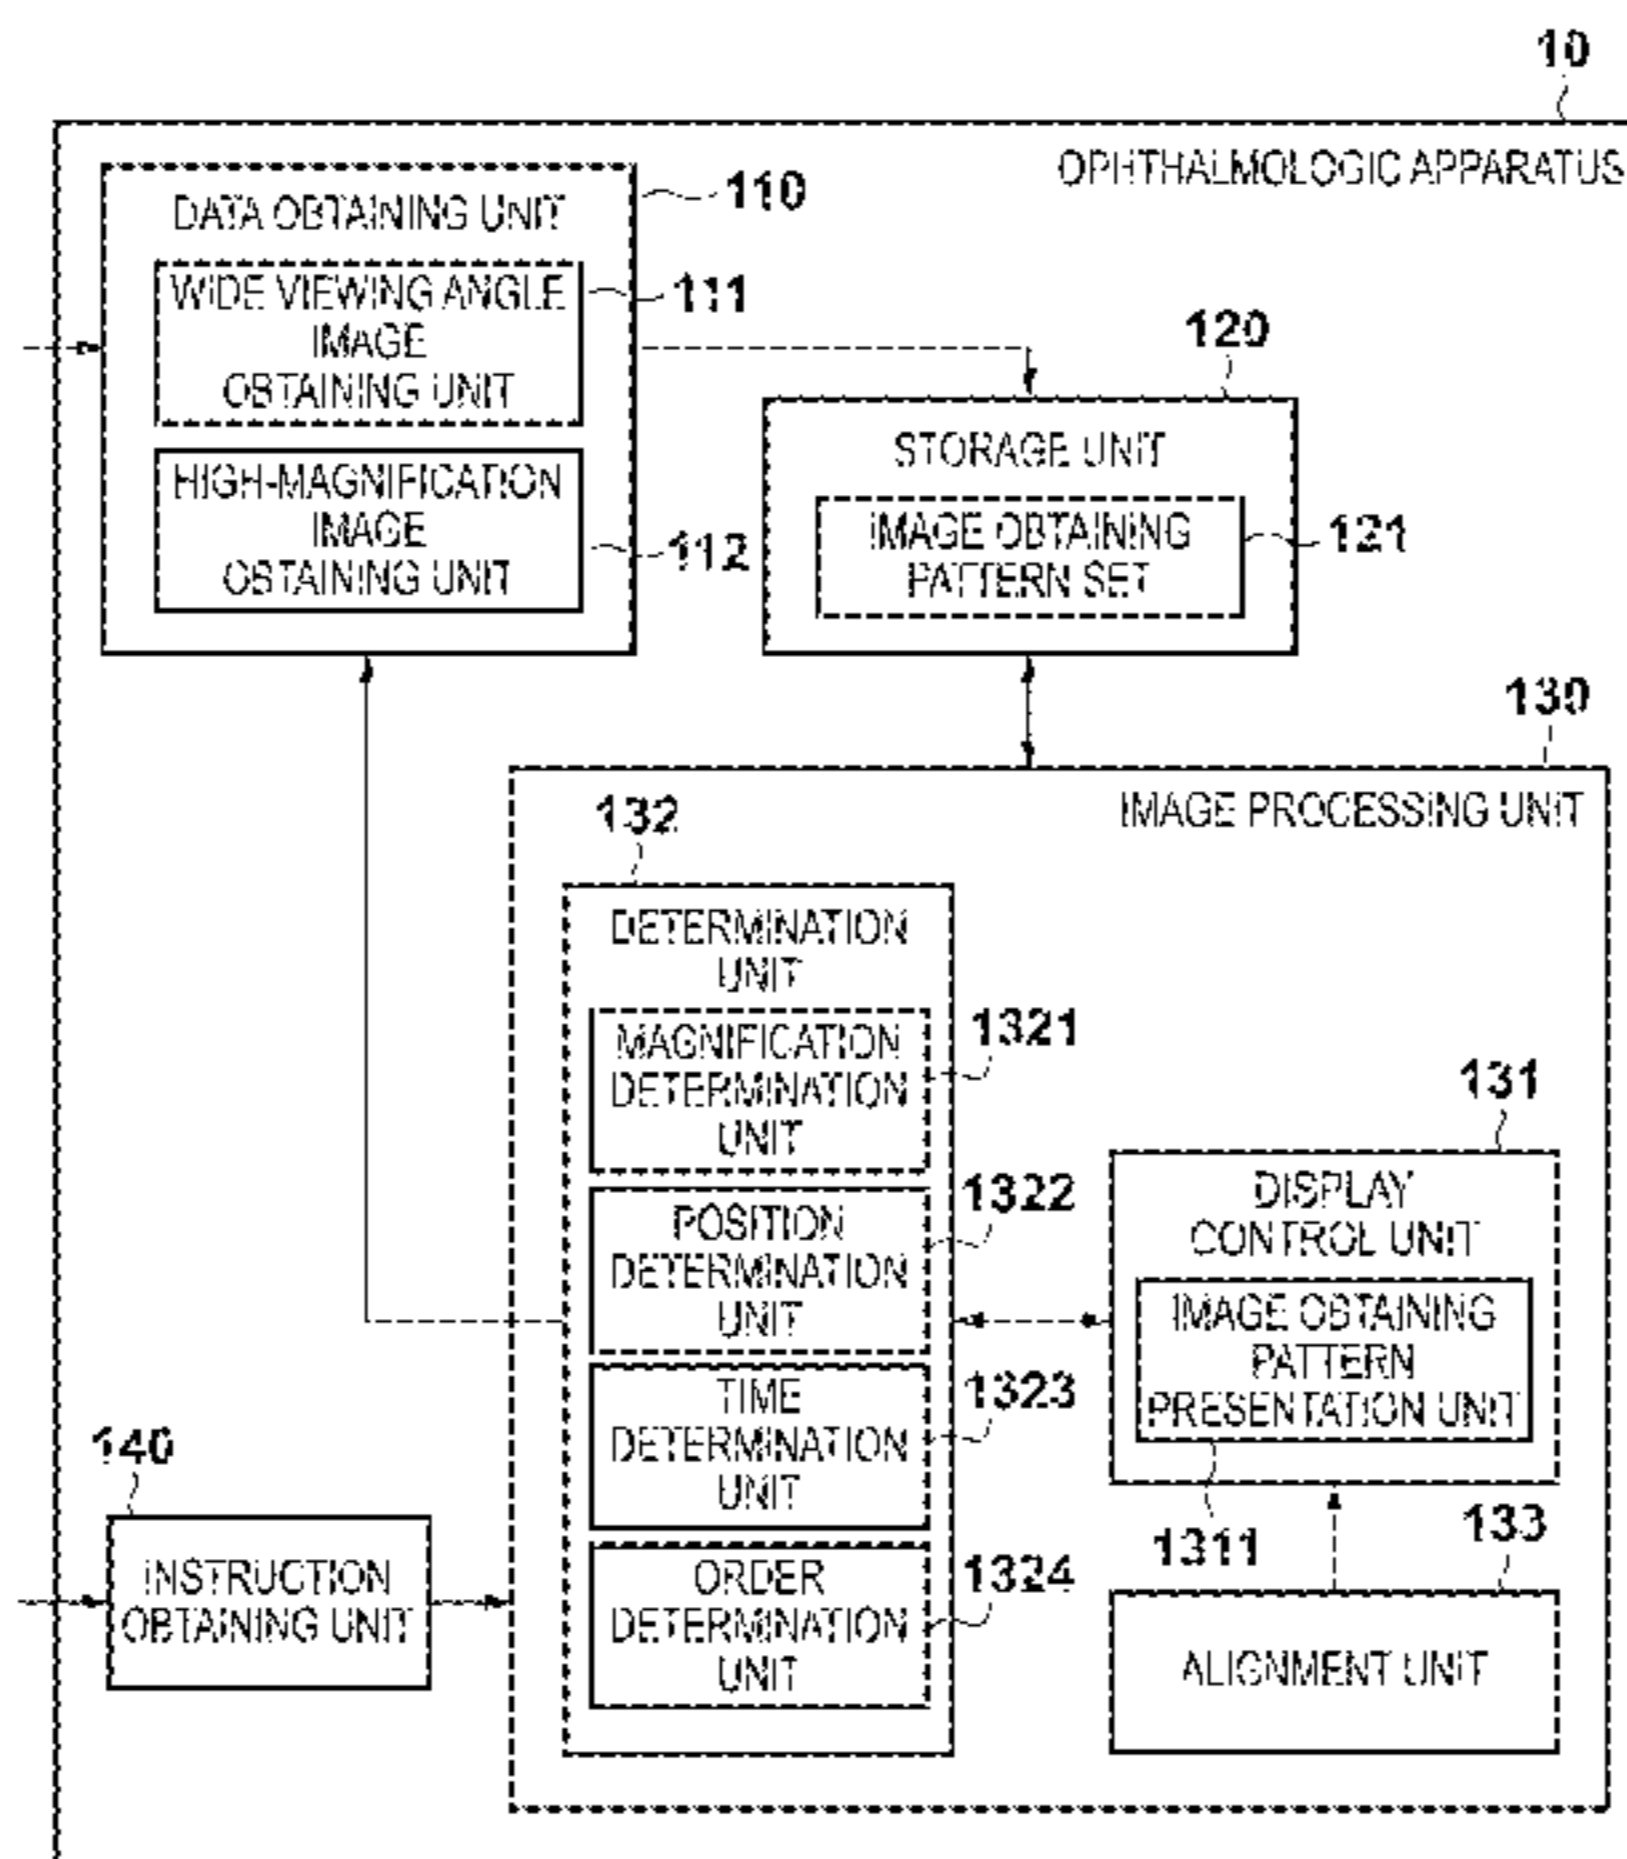 10
OPHTHALMOLOGIC APPARATUS
110
DATA OBTAINING UNIT
WIDE VIEWING ANGLE
IMAGE
OBTAINING UNIT
111
HIGH-MAGNIFICATION
IMAGE
OBTAINING UNIT
112
120
STORAGE UNIT
IMAGE OBTAINING
PATTERN SET
121
130
IMAGE PROCESSING UNIT
132
DETERMINATION
UNIT
MAGNIFICATION
DETERMINATION
UNIT
1321
POSITION
DETERMINATION
UNIT
1322
TIME
DETERMINATION
UNIT
1323
ORDER
DETERMINATION
UNIT
1324
131
DISPLAY
CONTROL UNIT
IMAGE OBTAINING
PATTERN
PRESENTATION UNIT
1311
133
ALIGNMENT UNIT
140
INSTRUCTION
OBTAINING UNIT